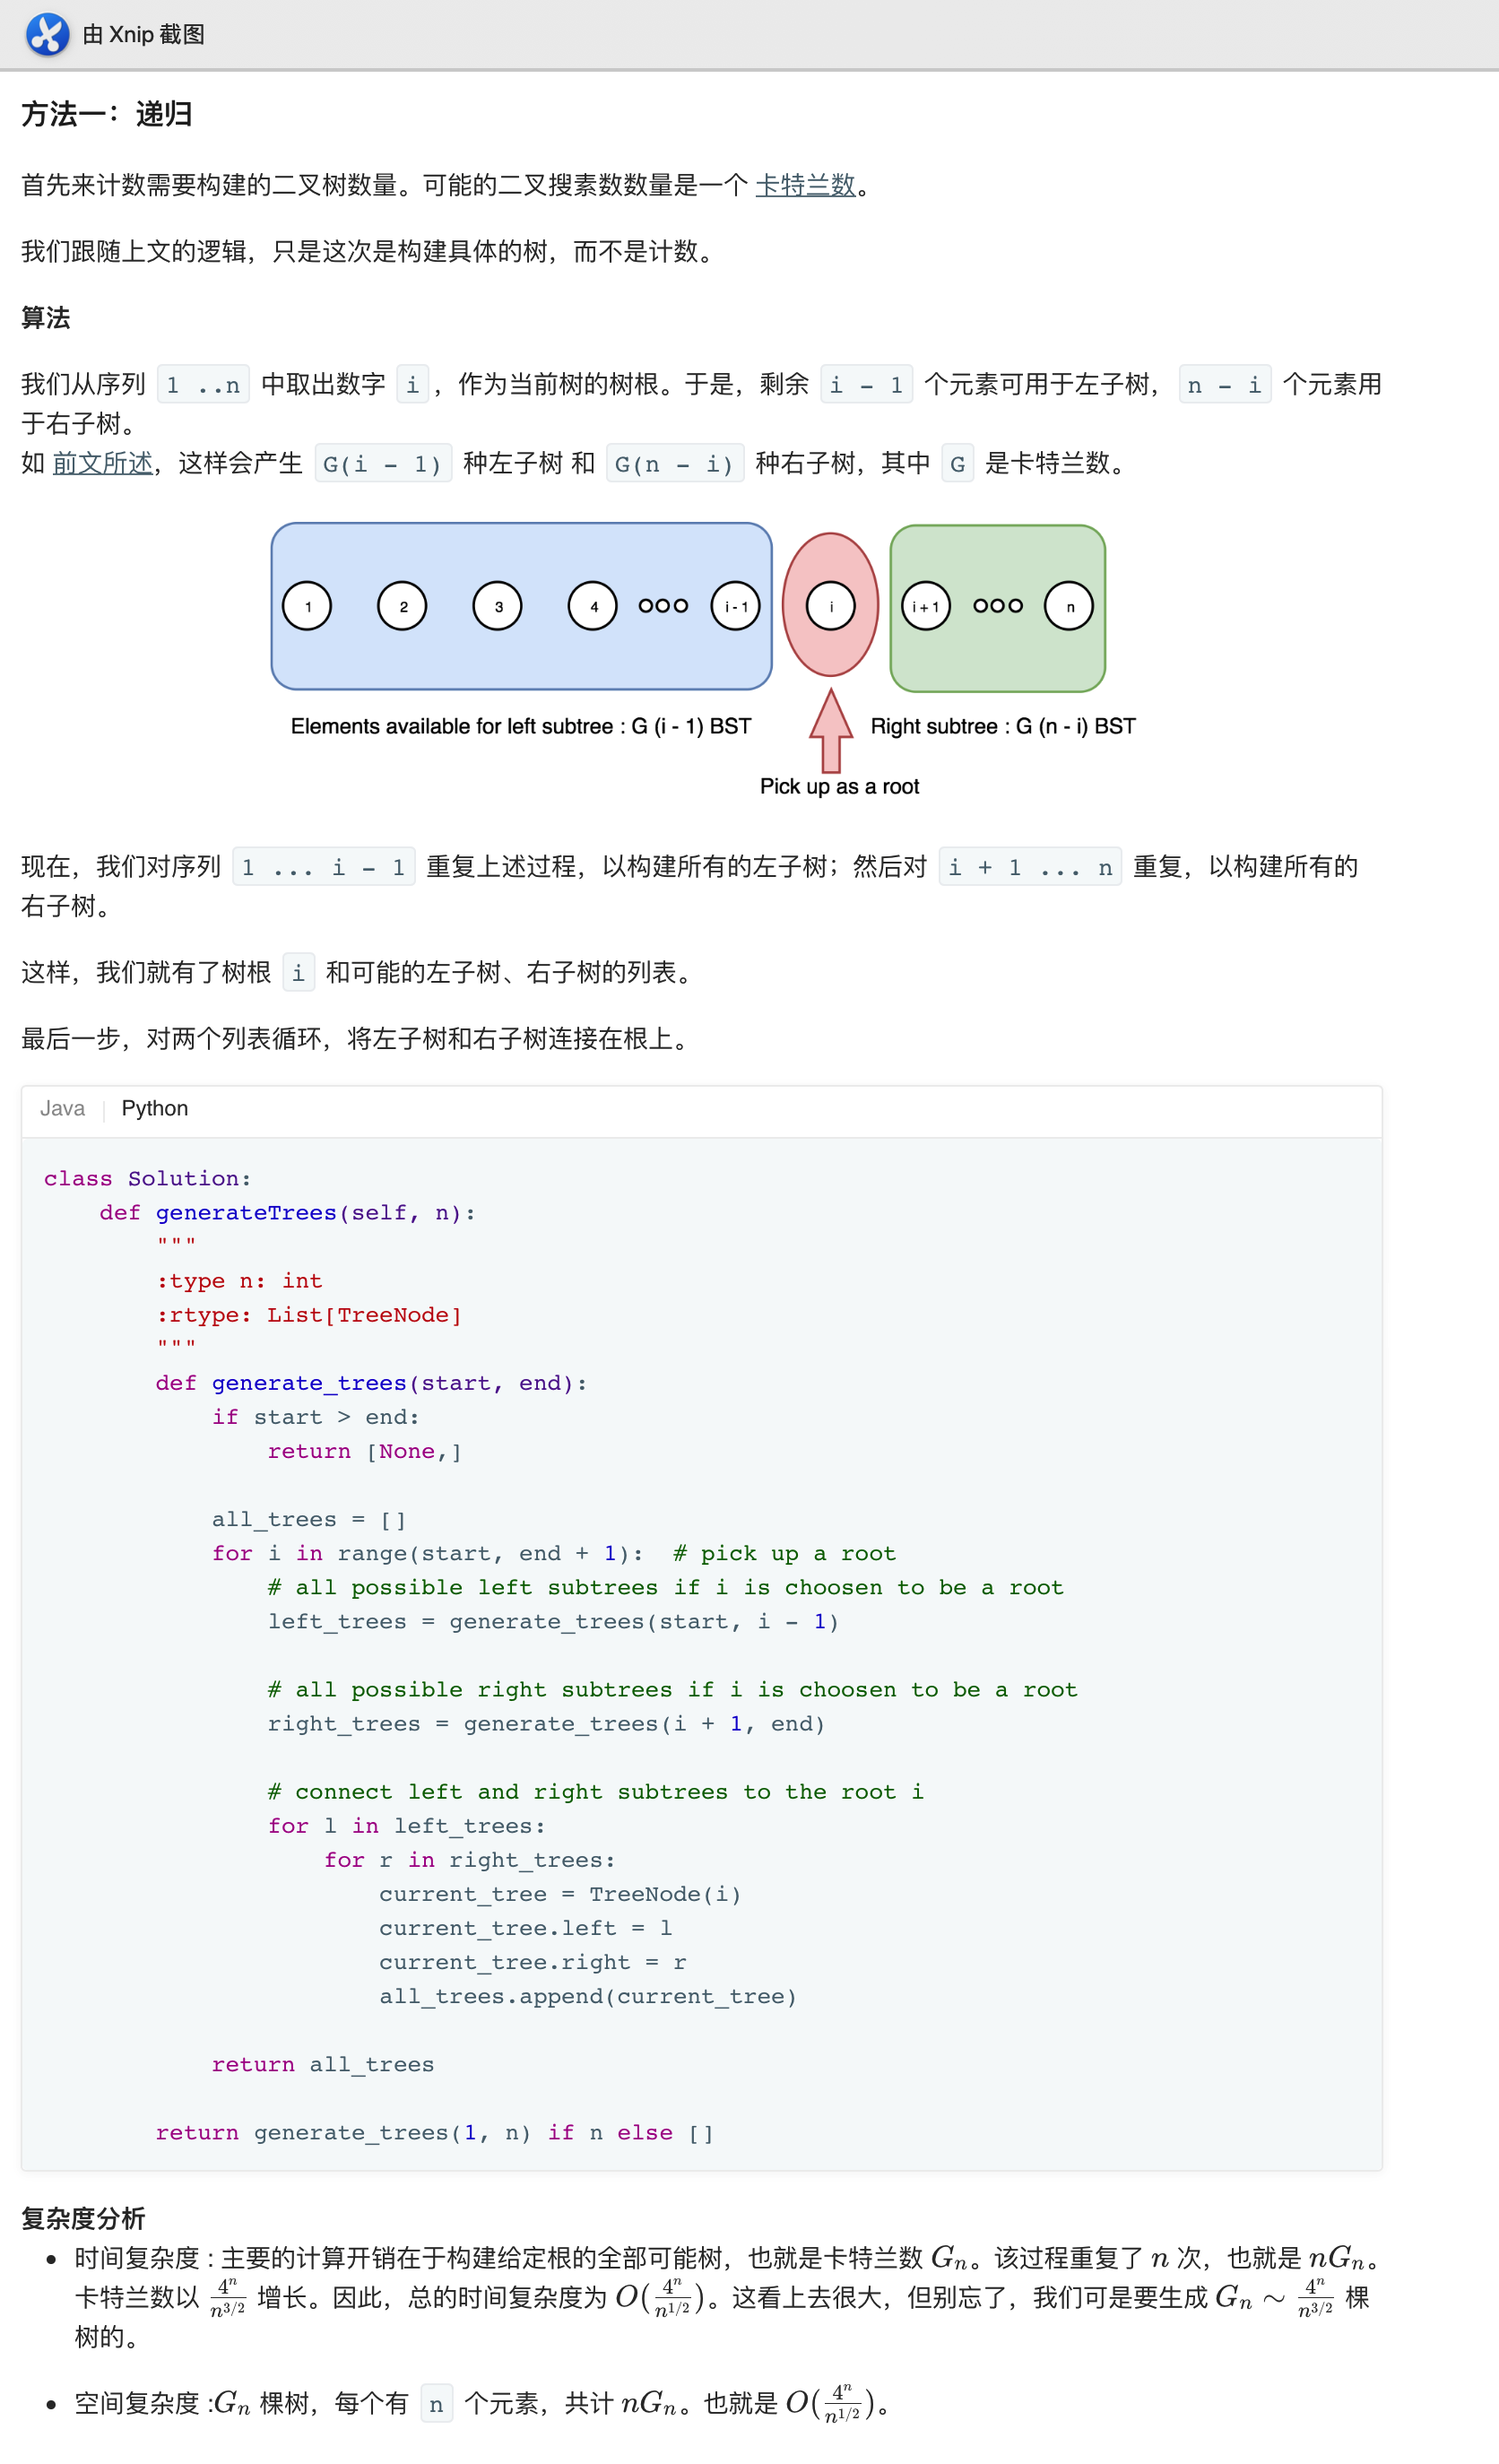 由 Xnip 截图
方法一：递归
首先来计数需要构建的二叉树数量。可能的二叉搜素数数量是一个 卡特兰数。
我们跟随上文的逻辑，只是这次是构建具体的树，而不是计数。
算法
我们从序列 1 ..n 中取出数字 i ，作为当前树的树根。于是，剩余 i - 1 个元素可用于左子树， n - i 个元素用
于右子树。
如 前文所述，这样会产生 G(i - 1) 种左子树 和 G(n - i) 种右子树，其中 G 是卡特兰数。
1 2 3 4 i - 1 i i + 1 n
Elements available for left subtree : G (i - 1) BST Right subtree : G (n - i) BST
Pick up as a root
现在，我们对序列 1 ... i - 1 重复上述过程，以构建所有的左子树；然后对 i + 1 ... n 重复，以构建所有的
右子树。
这样，我们就有了树根 i 和可能的左子树、右子树的列表。
最后一步，对两个列表循环，将左子树和右子树连接在根上。
Java Python
class Solution:
    def generateTrees(self, n):
        """
        :type n: int
        :rtype: List[TreeNode]
        """
        def generate_trees(start, end):
            if start > end:
                return [None,]
            all_trees = []
            for i in range(start, end + 1):  # pick up a root
                # all possible left subtrees if i is choosen to be a root
                left_trees = generate_trees(start, i - 1)
                # all possible right subtrees if i is choosen to be a root
                right_trees = generate_trees(i + 1, end)
                # connect left and right subtrees to the root i
                for l in left_trees:
                    for r in right_trees:
                        current_tree = TreeNode(i)
                        current_tree.left = l
                        current_tree.right = r
                        all_trees.append(current_tree)
            return all_trees
        return generate_trees(1, n) if n else []
复杂度分析
• 时间复杂度 : 主要的计算开销在于构建给定根的全部可能树，也就是卡特兰数 $G_n$。该过程重复了 $n$ 次，也就是 $nG_n$。
卡特兰数以 $\frac{4^n}{n^{3/2}}$ 增长。因此，总的时间复杂度为 $O(\frac{4^n}{n^{1/2}})$。这看上去很大，但别忘了，我们可是要生成 $G_n \sim \frac{4^n}{n^{3/2}}$ 棵
树的。
• 空间复杂度 :$G_n$ 棵树，每个有 n 个元素，共计 $nG_n$。也就是 $O(\frac{4^n}{n^{1/2}})$。